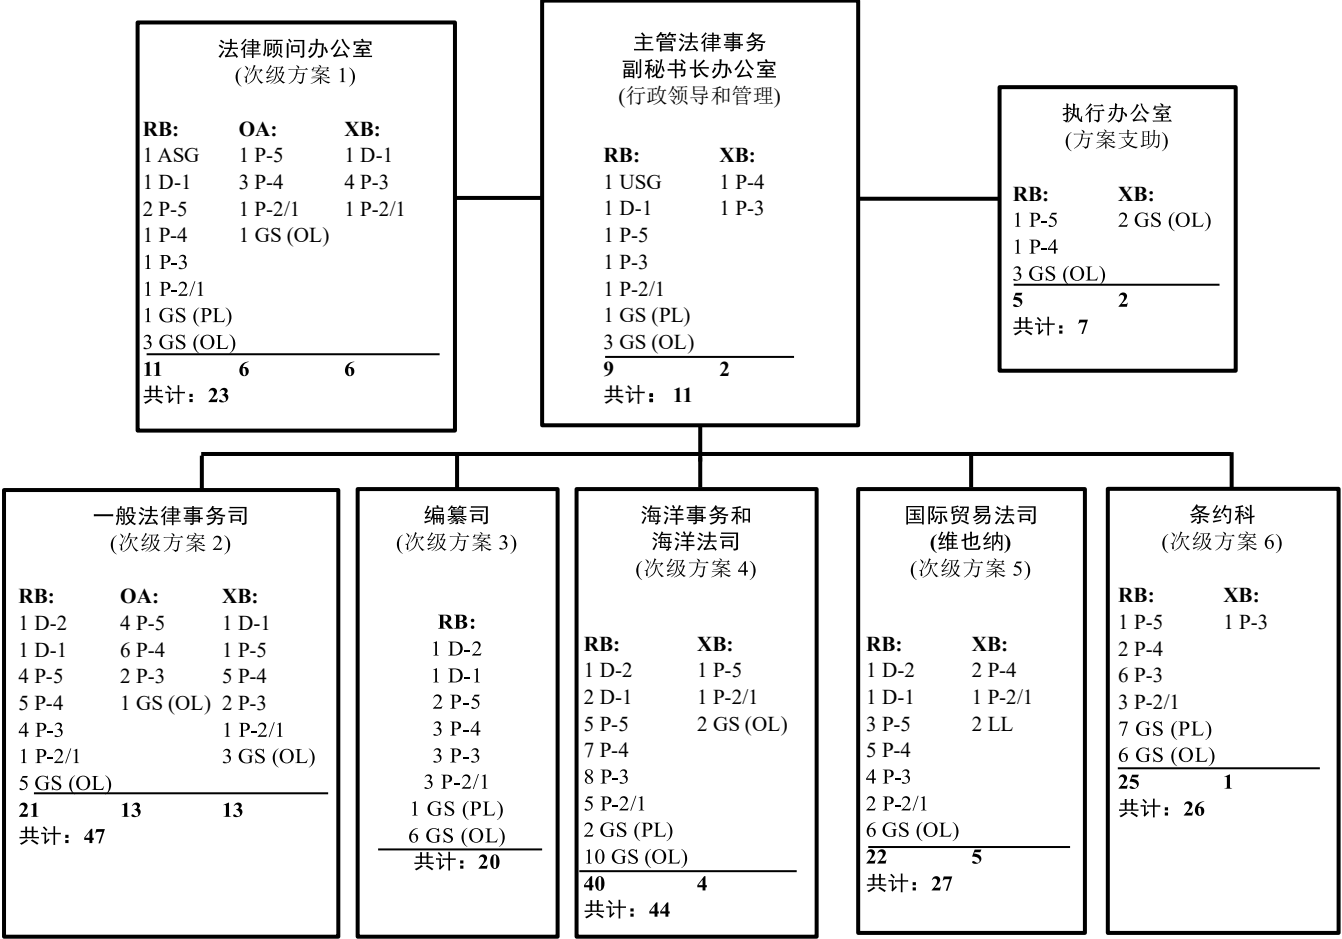 法律顾问办公室
(次级方案 1)
RB: OA: XB:
1 ASG 1 P-5 1 D-1
1 D-1 3 P-4 4 P-3
2 P-5 1 P-2/1 1 P-2/1
1 P-4 1 GS (OL)
1 P-3
1 P-2/1
1 GS (PL)
3 GS (OL)
11 6 6
共计：23
主管法律事务
副秘书长办公室
(行政领导和管理)
RB: XB:
1 USG 1 P-4
1 D-1 1 P-3
1 P-5
1 P-3
1 P-2/1
1 GS (PL)
3 GS (OL)
9 2
共计： 11
执行办公室
(方案支助)
RB: XB:
1 P-5 2 GS (OL)
1 P-4
3 GS (OL)
5 2
共计：7
一般法律事务司
(次级方案 2)
RB: OA: XB:
1 D-2 4 P-5 1 D-1
1 D-1 6 P-4 1 P-5
4 P-5 2 P-3 5 P-4
5 P-4 1 GS (OL) 2 P-3
4 P-3 1 P-2/1
1 P-2/1 3 GS (OL)
5 GS (OL)
21 13 13
共计：47
编纂司
(次级方案 3)
RB:
1 D-2
1 D-1
2 P-5
3 P-4
3 P-3
3 P-2/1
1 GS (PL)
6 GS (OL)
共计：20
海洋事务和
海洋法司
(次级方案 4)
RB: XB:
1 D-2 1 P-5
2 D-1 1 P-2/1
5 P-5 2 GS (OL)
7 P-4
8 P-3
5 P-2/1
2 GS (PL)
10 GS (OL)
40 4
共计：44
国际贸易法司
(维也纳)
(次级方案 5)
RB: XB:
1 D-2 2 P-4
1 D-1 1 P-2/1
3 P-5 2 LL
5 P-4
4 P-3
2 P-2/1
6 GS (OL)
22 5
共计：27
条约科
(次级方案 6)
RB: XB:
1 P-5 1 P-3
2 P-4
6 P-3
3 P-2/1
7 GS (PL)
6 GS (OL)
25 1
共计：26